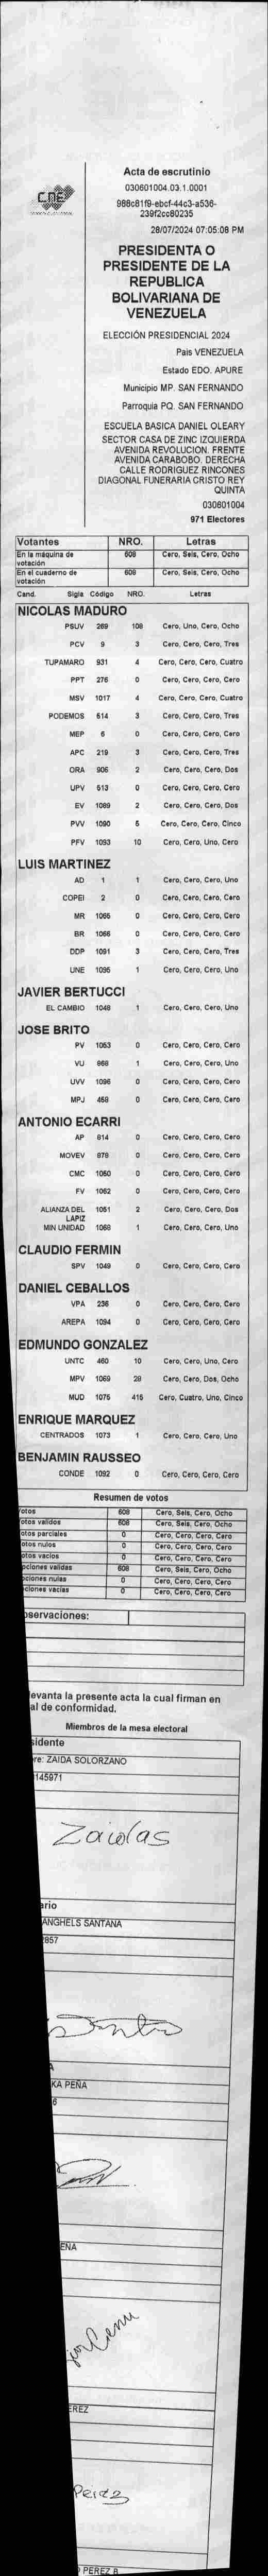 CNE
Acta de escrutinio
030601004.03.1.0001
988c81f9-ebcf-44c3-a536-
239f2cc80235
28/07/2024 07:05:08 PM
PRESIDENTA O
PRESIDENTE DE LA
REPUBLICA
BOLIVARIANA DE
VENEZUELA
ELECCIÓN PRESIDENCIAL 2024
Pais VENEZUELA
Estado EDO. APURE
Municipio MP. SAN FERNANDO
Parroquia PQ. SAN FERNANDO
ESCUELA BASICA DANIEL OLEARY
SECTOR CASA DE ZINC IZQUIERDA
AVENIDA REVOLUCION. FRENTE
AVENIDA CARABOBO. DERECHA
CALLE RODRIGUEZ RINCONES
DIAGONAL FUNERARIA CRISTO REY
QUINTA
030601004
971 Electores
Votantes NRO. Letras
En la máquina de votación 608 Cero, Seis, Cero, Ocho
En el cuaderno de votación 608 Cero, Seis, Cero, Ocho
Cand. Sigla Código NRO. Letras
NICOLAS MADURO
PSUV 269 108 Cero, Uno, Cero, Ocho
PCV 9 3 Cero, Cero, Cero, Tres
TUPAMARO 931 4 Cero, Cero, Cero, Cuatro
PPT 276 0 Cero, Cero, Cero, Cero
MSV 1017 4 Cero, Cero, Cero, Cuatro
PODEMOS 514 3 Cero, Cero, Cero, Tres
MEP 6 0 Cero, Cero, Cero, Cero
APC 219 3 Cero, Cero, Cero, Tres
ORA 906 2 Cero, Cero, Cero, Dos
UPV 513 0 Cero, Cero, Cero, Cero
EV 1089 2 Cero, Cero, Cero, Dos
PVV 1090 5 Cero, Cero, Cero, Cinco
PFV 1093 10 Cero, Cero, Uno, Cero
LUIS MARTINEZ
AD 1 1 Cero, Cero, Cero, Uno
COPEI 2 0 Cero, Cero, Cero, Cero
MR 1065 0 Cero, Cero, Cero, Cero
BR 1066 0 Cero, Cero, Cero, Cero
DDP 1091 3 Cero, Cero, Cero, Tres
UNE 1095 1 Cero, Cero, Cero, Uno
JAVIER BERTUCCI
EL CAMBIO 1048 1 Cero, Cero, Cero, Uno
JOSE BRITO
PV 1053 0 Cero, Cero, Cero, Cero
VU 868 1 Cero, Cero, Cero, Uno
UVV 1096 0 Cero, Cero, Cero, Cero
MPJ 458 0 Cero, Cero, Cero, Cero
ANTONIO ECARRI
AP 814 0 Cero, Cero, Cero, Cero
MOVEV 978 0 Cero, Cero, Cero, Cero
CMC 1050 0 Cero, Cero, Cero, Cero
FV 1062 0 Cero, Cero, Cero, Cero
ALIANZA DEL LAPIZ 1051 2 Cero, Cero, Cero, Dos
MIN UNIDAD 1068 1 Cero, Cero, Cero, Uno
CLAUDIO FERMIN
SPV 1049 0 Cero, Cero, Cero, Cero
DANIEL CEBALLOS
VPA 236 0 Cero, Cero, Cero, Cero
AREPA 1094 0 Cero, Cero, Cero, Cero
EDMUNDO GONZALEZ
UNTC 460 10 Cero, Cero, Uno, Cero
MPV 1069 28 Cero, Cero, Dos, Ocho
MUD 1075 415 Cero, Cuatro, Uno, Cinco
ENRIQUE MARQUEZ
CENTRADOS 1073 1 Cero, Cero, Cero, Uno
BENJAMIN RAUSSEO
CONDE 1092 0 Cero, Cero, Cero, Cero
Resumen de votos
otos 608 Cero, Seis, Cero, Ocho
otos validos 608 Cero, Seis, Cero, Ocho
otos parciales 0 Cero, Cero, Cero, Cero
otos nulos 0 Cero, Cero, Cero, Cero
otos vacíos 0 Cero, Cero, Cero, Cero
pciones validas 608 Cero, Seis, Cero, Ocho
pciones nulas 0 Cero, Cero, Cero, Cero
ciones vacías 0 Cero, Cero, Cero, Cero
bservaciones:
levanta la presente acta la cual firman en
al de conformidad.
Miembros de la mesa electoral
sidente
re: ZAIDA SOLORZANO
145971
ario
ANGHELS SANTANA
2857
A
KA PEÑA
6
EÑA
EREZ
Perez
PEREZ B